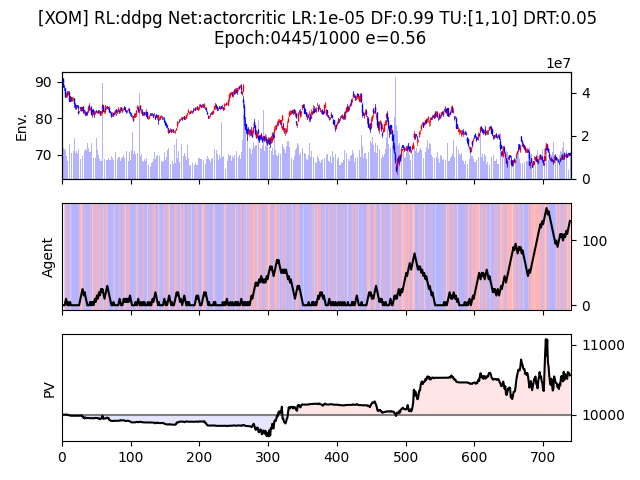 [XOM] RL:ddpg Net:actorcritic LR:1e-05 DF:0.99 TU:[1,10] DRT:0.05
Epoch:0445/1000 e=0.56
1e7
90
80
70
Env.
4
2
0
Agent
100
0
PV
11000
10000
0 100 200 300 400 500 600 700